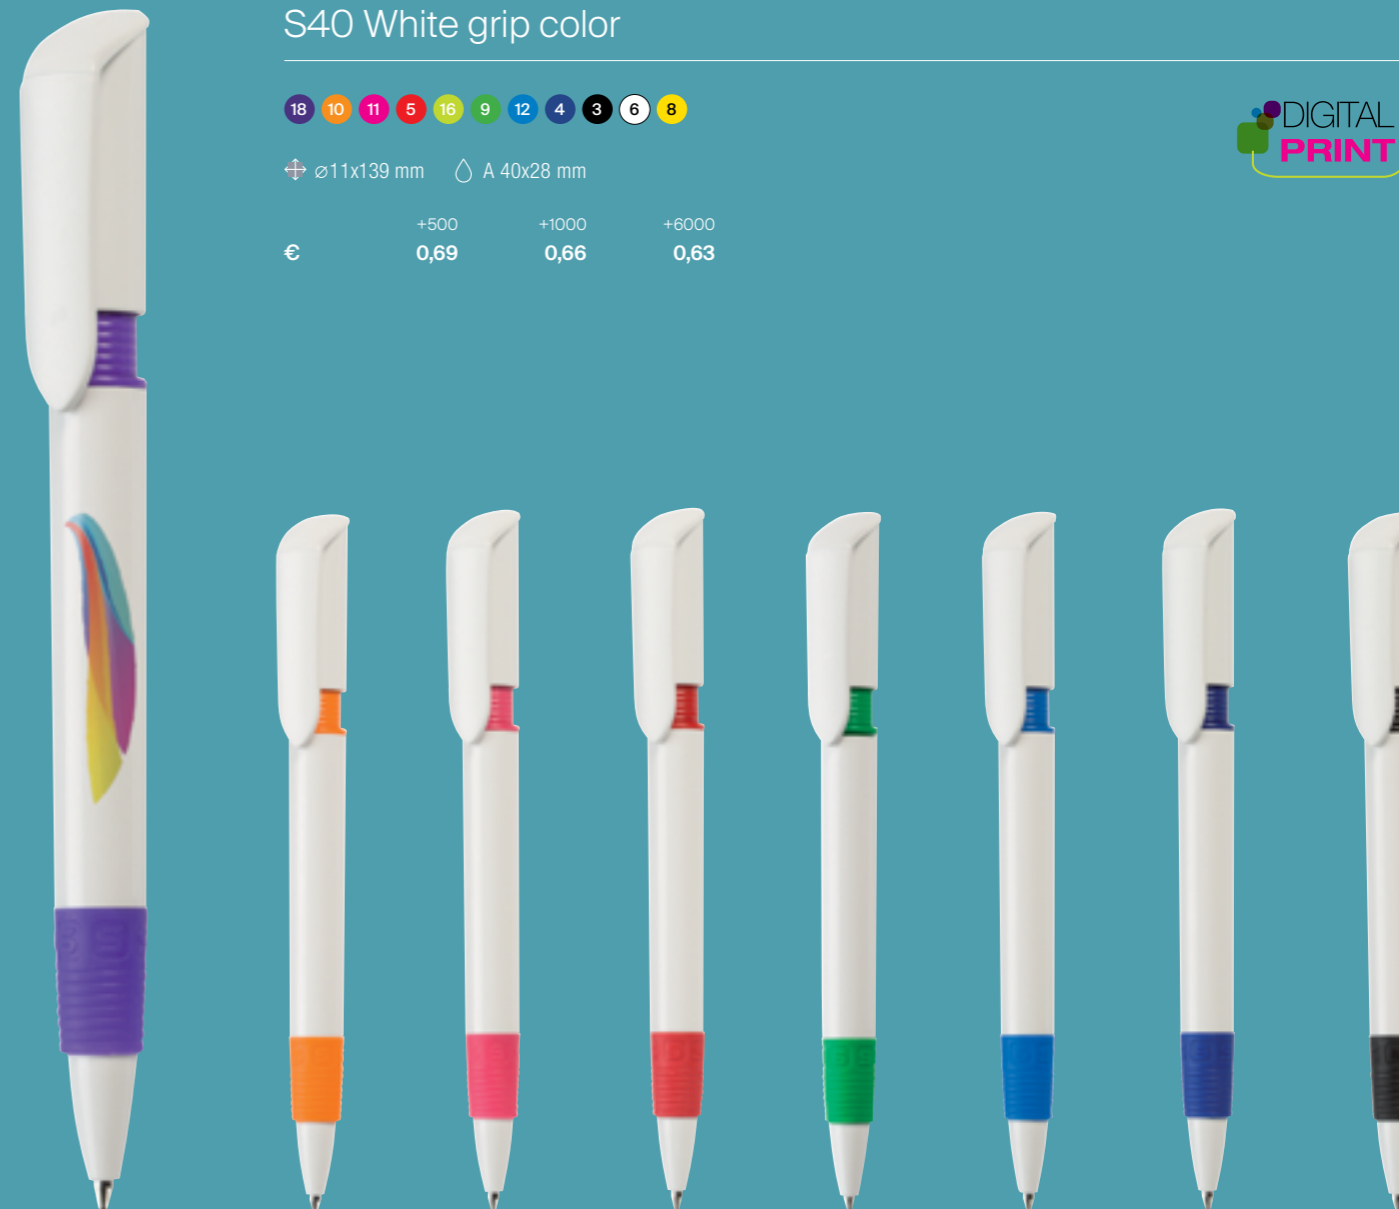 S40 White grip color
18 10 11 5 16 9 12 4 3 6 8
DIGITAL
PRINT
⌀11x139 mm A 40x28 mm
+500 +1000 +6000
€ 0,69 0,66 0,63